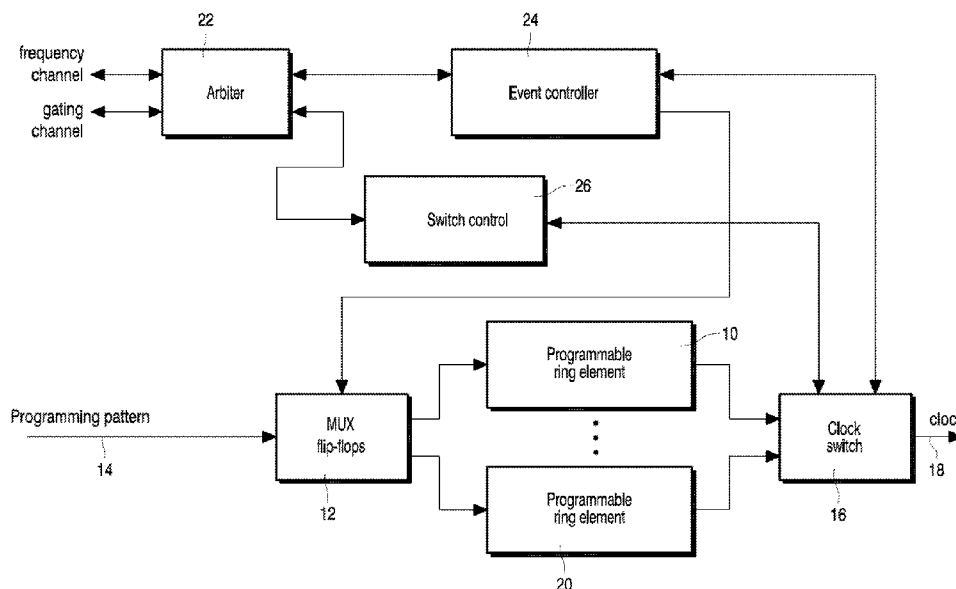 22
24
frequency
channel
gating
channel
Arbiter
Event controller
26
Switch control
10
Programmable
ring element
Programming pattern
14
MUX
flip-flops
12
Clock
switch
16
cloc
18
Programmable
ring element
20